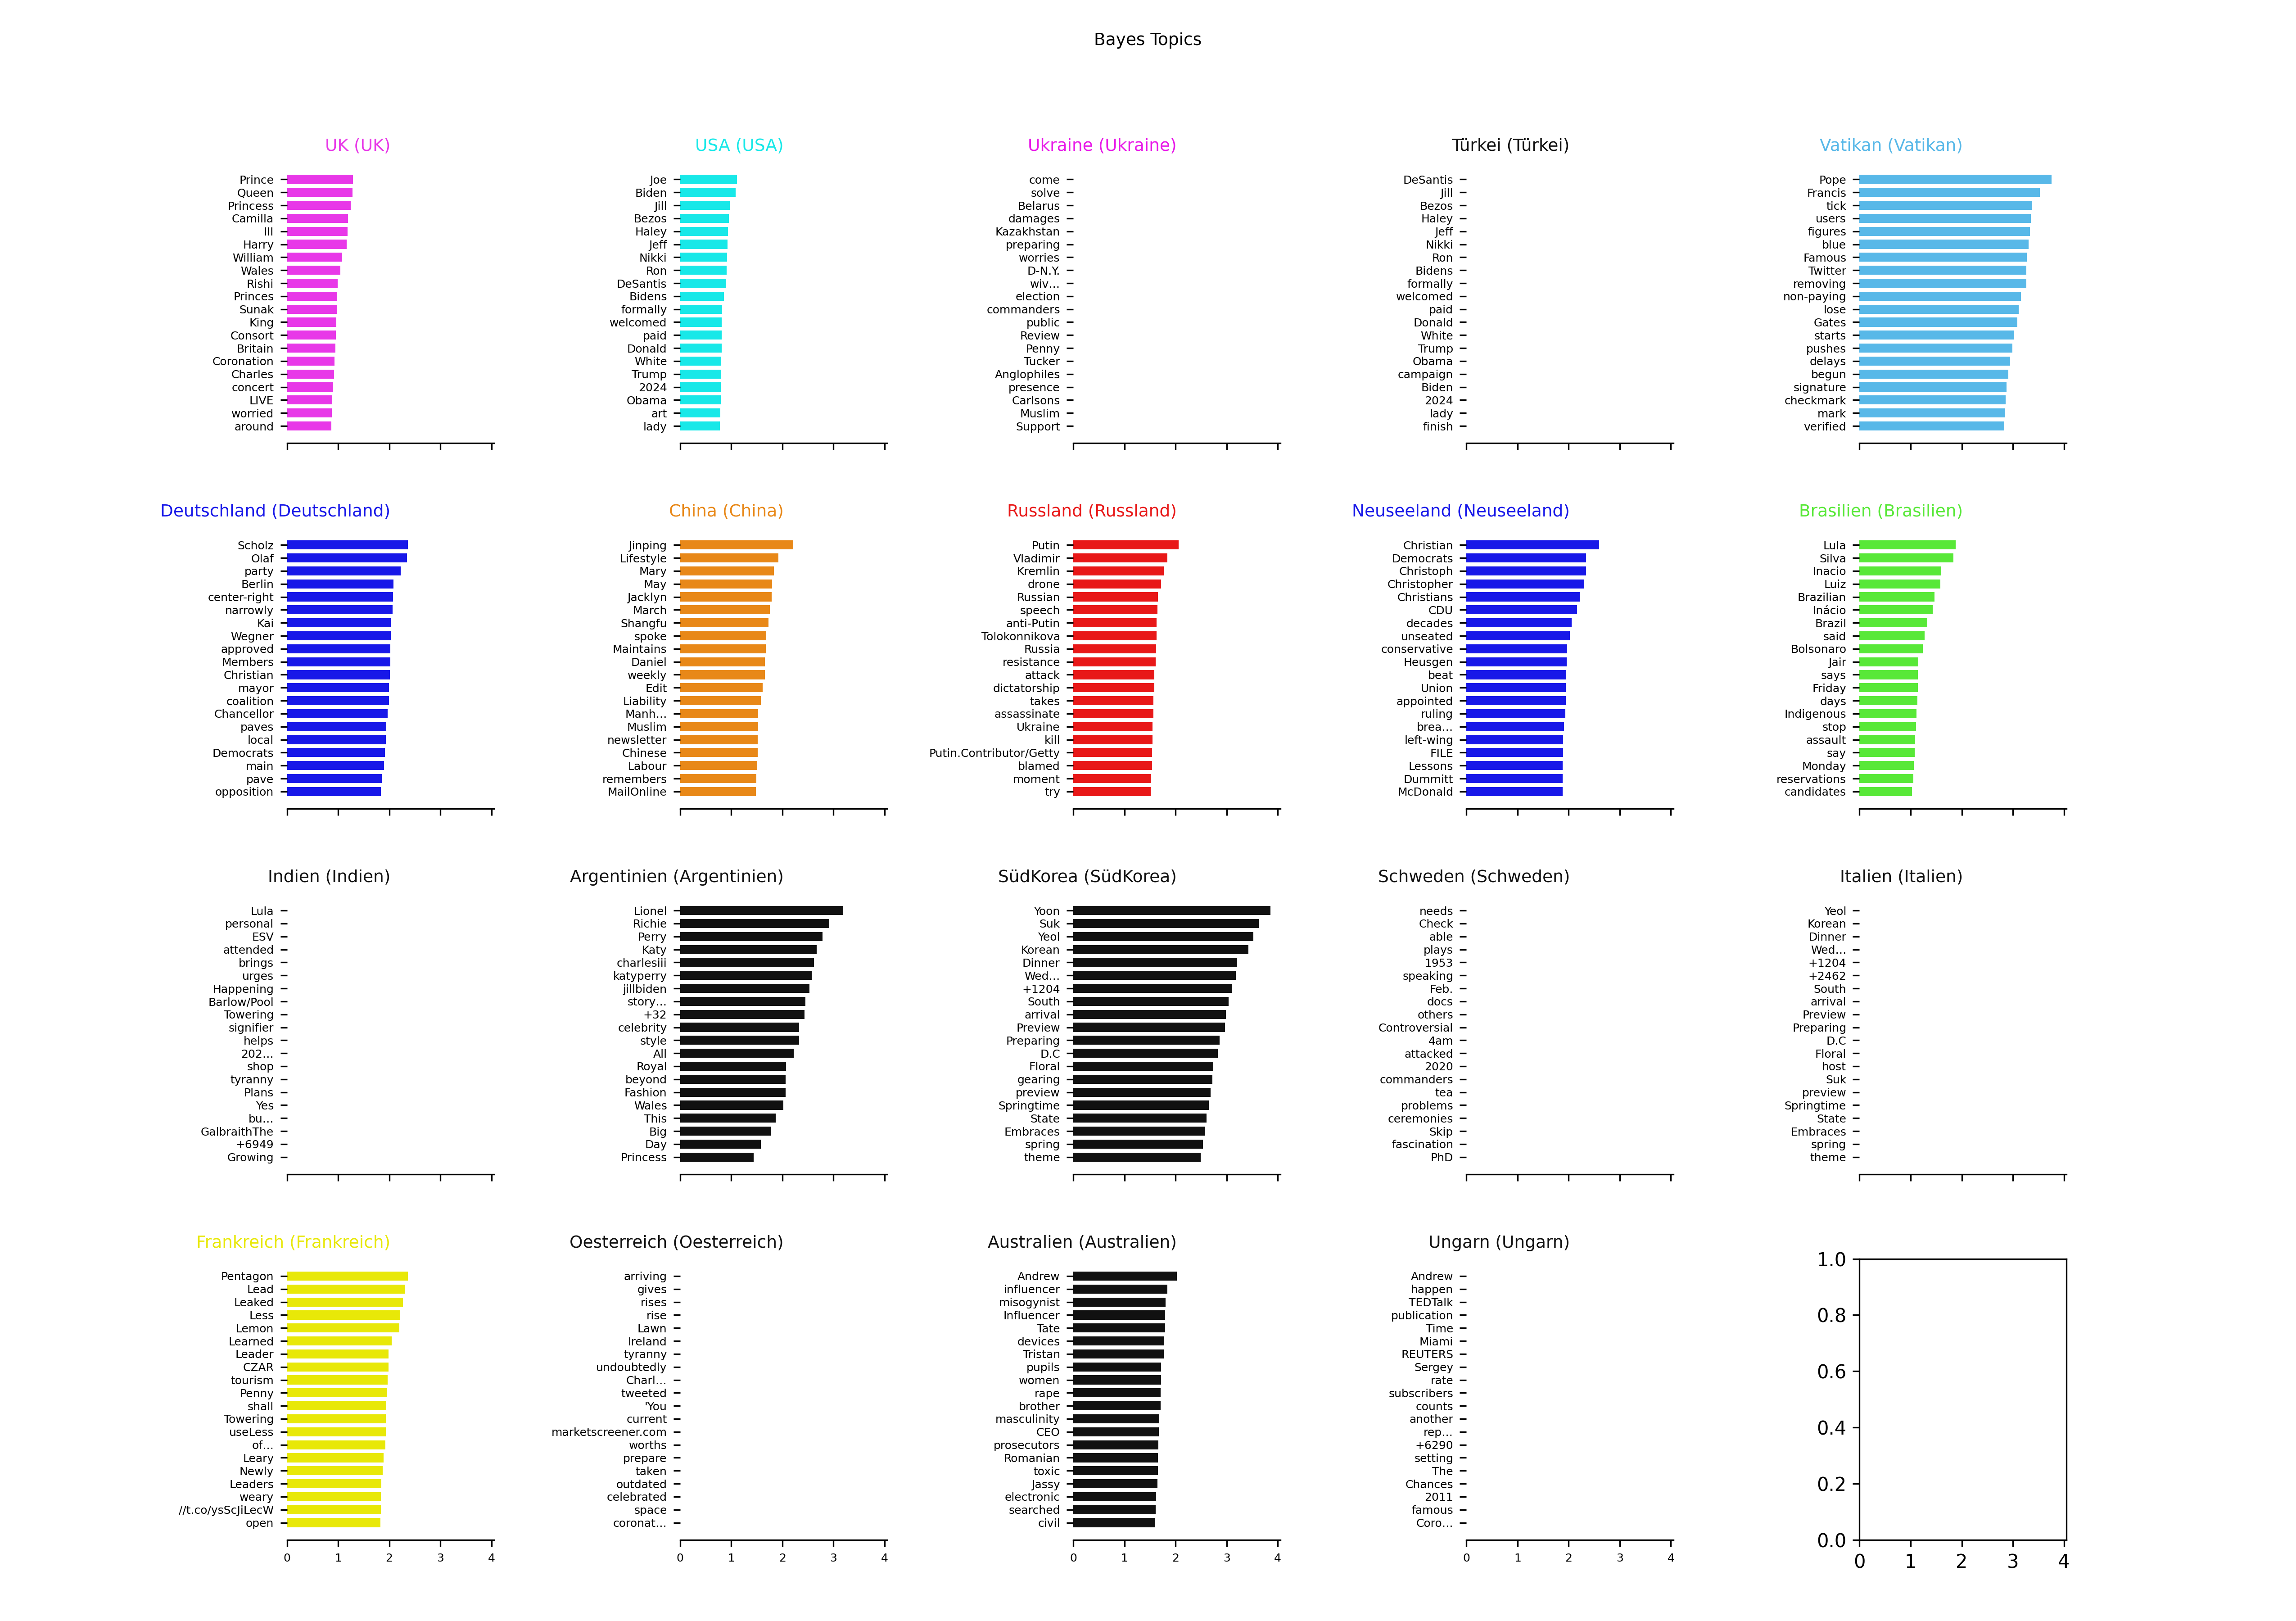 Bayes Topics
UK (UK)
Prince
Queen
Princess
Camilla
III
Harry
William
Wales
Rishi
Princes
Sunak
King
Consort
Britain
Coronation
Charles
concert
LIVE
worried
around
USA (USA)
Joe
Biden
Jill
Bezos
Haley
Jeff
Nikki
Ron
DeSantis
Bidens
formally
welcomed
paid
Donald
White
Trump
2024
Obama
art
lady
Ukraine (Ukraine)
come
solve
Belarus
damages
Kazakhstan
preparing
worries
D-N.Y.
wiv…
election
commanders
public
Review
Penny
Tucker
Anglophiles
presence
Carlsons
Muslim
Support
Türkei (Türkei)
DeSantis
Jill
Bezos
Haley
Jeff
Nikki
Ron
Bidens
formally
welcomed
paid
Donald
White
Trump
Obama
campaign
Biden
2024
lady
finish
Vatikan (Vatikan)
Pope
Francis
tick
users
figures
blue
Famous
Twitter
removing
non-paying
lose
Gates
starts
pushes
delays
begun
signature
checkmark
mark
verified
Deutschland (Deutschland)
Scholz
Olaf
party
Berlin
center-right
narrowly
Kai
Wegner
approved
Members
Christian
mayor
coalition
Chancellor
paves
local
Democrats
main
pave
opposition
China (China)
Jinping
Lifestyle
Mary
May
Jacklyn
March
Shangfu
spoke
Maintains
Daniel
weekly
Edit
Liability
Manh…
Muslim
newsletter
Chinese
Labour
remembers
MailOnline
Russland (Russland)
Putin
Vladimir
Kremlin
drone
Russian
speech
anti-Putin
Tolokonnikova
Russia
resistance
attack
dictatorship
takes
assassinate
Ukraine
kill
Putin.Contributor/Getty
blamed
moment
try
Neuseeland (Neuseeland)
Christian
Democrats
Christoph
Christopher
Christians
CDU
decades
unseated
conservative
Heusgen
beat
Union
appointed
ruling
brea…
left-wing
FILE
Lessons
Dummitt
McDonald
Brasilien (Brasilien)
Lula
Silva
Inacio
Luiz
Brazilian
Inácio
Brazil
said
Bolsonaro
Jair
says
Friday
days
Indigenous
stop
assault
say
Monday
reservations
candidates
Indien (Indien)
Lula
personal
ESV
attended
brings
urges
Happening
Barlow/Pool
Towering
signifier
helps
202…
shop
tyranny
Plans
Yes
bu…
GalbraithThe
+6949
Growing
Argentinien (Argentinien)
Lionel
Richie
Perry
Katy
charlesiii
katyperry
jillbiden
story…
+32
celebrity
style
All
Royal
beyond
Fashion
Wales
This
Big
Day
Princess
SüdKorea (SüdKorea)
Yoon
Suk
Yeol
Korean
Dinner
Wed…
+1204
South
arrival
Preview
Preparing
D.C
Floral
gearing
preview
Springtime
State
Embraces
spring
theme
Schweden (Schweden)
needs
Check
able
plays
1953
speaking
Feb.
docs
others
Controversial
4am
attacked
2020
commanders
tea
problems
ceremonies
Skip
fascination
PhD
Italien (Italien)
Yeol
Korean
Dinner
Wed…
+1204
+2462
South
arrival
Preview
Preparing
D.C
Floral
host
Suk
preview
Springtime
State
Embraces
spring
theme
Frankreich (Frankreich)
Pentagon
Lead
Leaked
Less
Lemon
Learned
Leader
CZAR
tourism
Penny
shall
Towering
useLess
of…
Leary
Newly
Leaders
weary
//t.co/ysScJiLecW
open
0 1 2 3 4
Oesterreich (Oesterreich)
arriving
gives
rises
rise
Lawn
Ireland
tyranny
undoubtedly
Charl…
tweeted
'You
current
marketscreener.com
worths
prepare
taken
outdated
celebrated
space
coronat…
0 1 2 3 4
Australien (Australien)
Andrew
influencer
misogynist
Influencer
Tate
devices
Tristan
pupils
women
rape
brother
masculinity
CEO
prosecutors
Romanian
toxic
Jassy
electronic
searched
civil
0 1 2 3 4
Ungarn (Ungarn)
Andrew
happen
TEDTalk
publication
Time
Miami
REUTERS
Sergey
rate
subscribers
counts
another
rep…
+6290
setting
The
Chances
2011
famous
Coro…
0 1 2 3 4
1.0
0.8
0.6
0.4
0.2
0.0
0 1 2 3 4